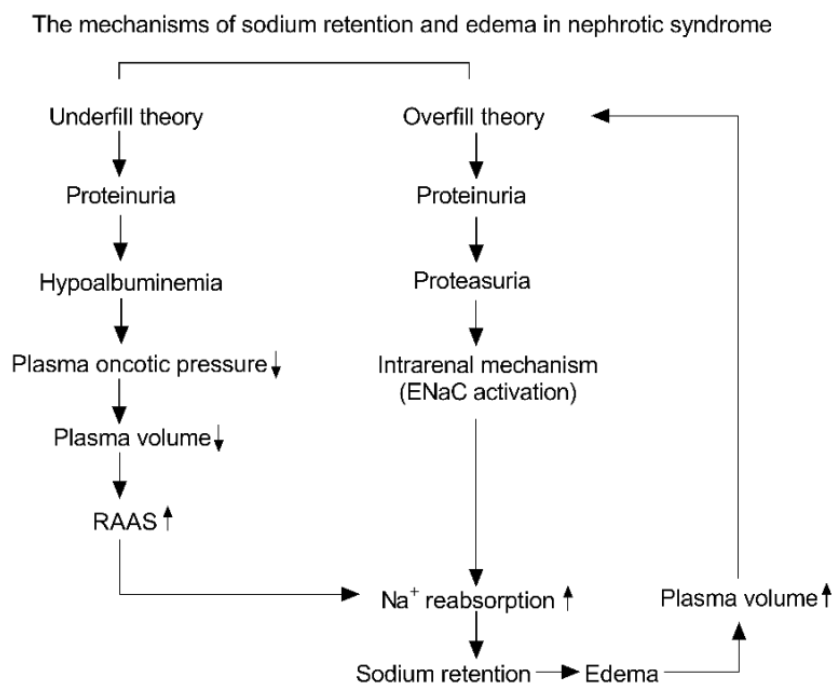 The mechanisms of sodium retention and edema in nephrotic syndrome
Underfill theory
Proteinuria
Hypoalbuminemia
Plasma oncotic pressure↓
Plasma volume↓
RAAS↑
Overfill theory
Proteinuria
Proteasuria
Intrarenal mechanism
(ENaC activation)
Na⁺ reabsorption ↑
Sodium retention
Edema
Plasma volume↑